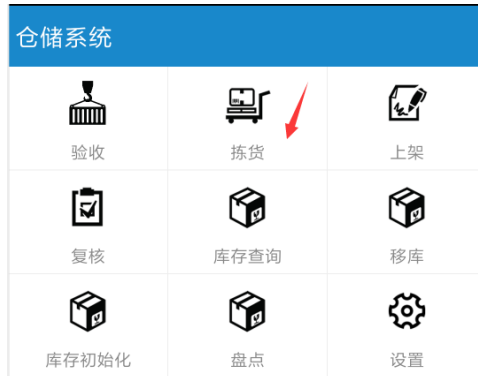 仓储系统
验收 拣货 上架
复核 库存查询 移库
库存初始化 盘点 设置